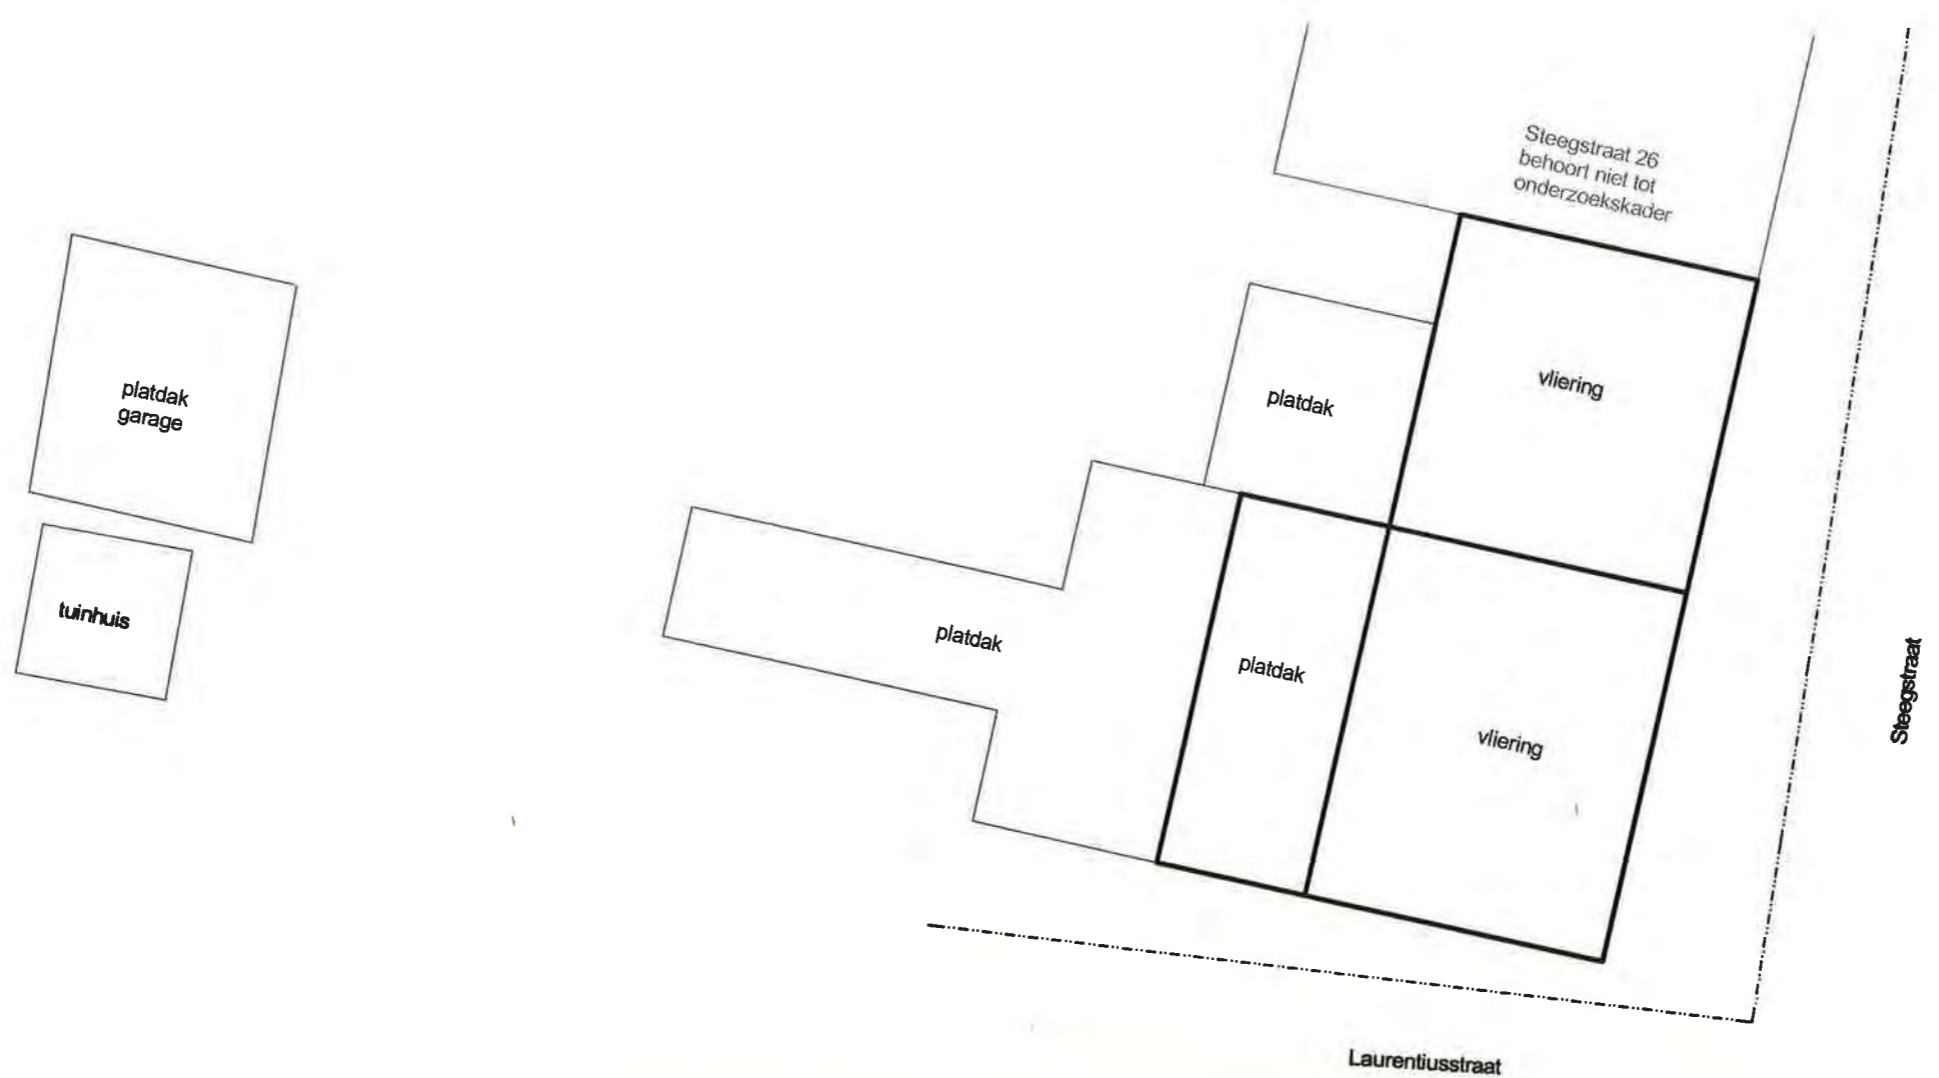 Steegstraat 26
behoort niet tot
onderzoekskader
platdak
garage
vliering
platdak
tuinhuis
platdak
platdak
vliering
Steegstraat
Laurentiusstraat